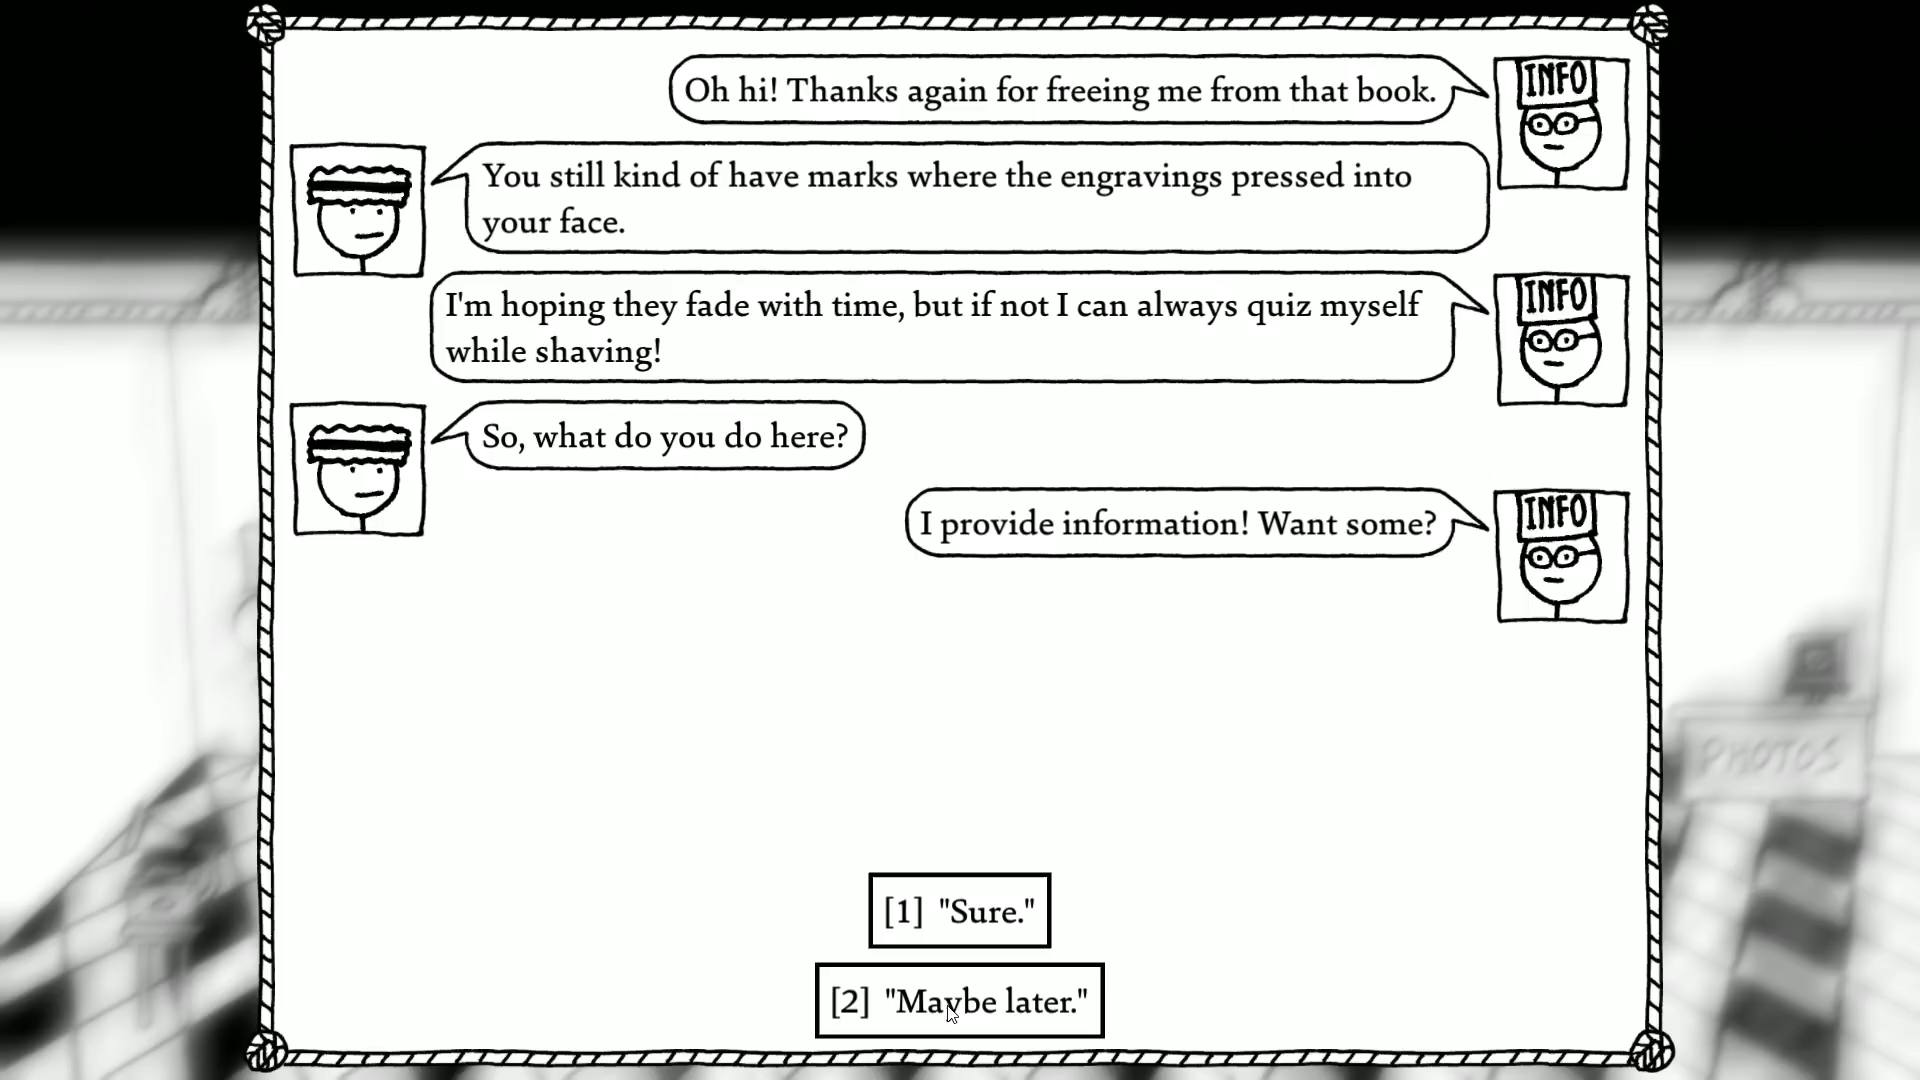 Oh hi! Thanks again for freeing me from that book.
INFO
You still kind of have marks where the engravings pressed into
your face.
I'm hoping they fade with time, but if not I can always quiz myself
while shaving!
INFO
So, what do you do here?
I provide information! Want some?
INFO
PHOTOS
[1] "Sure."
[2] "Maybe later."